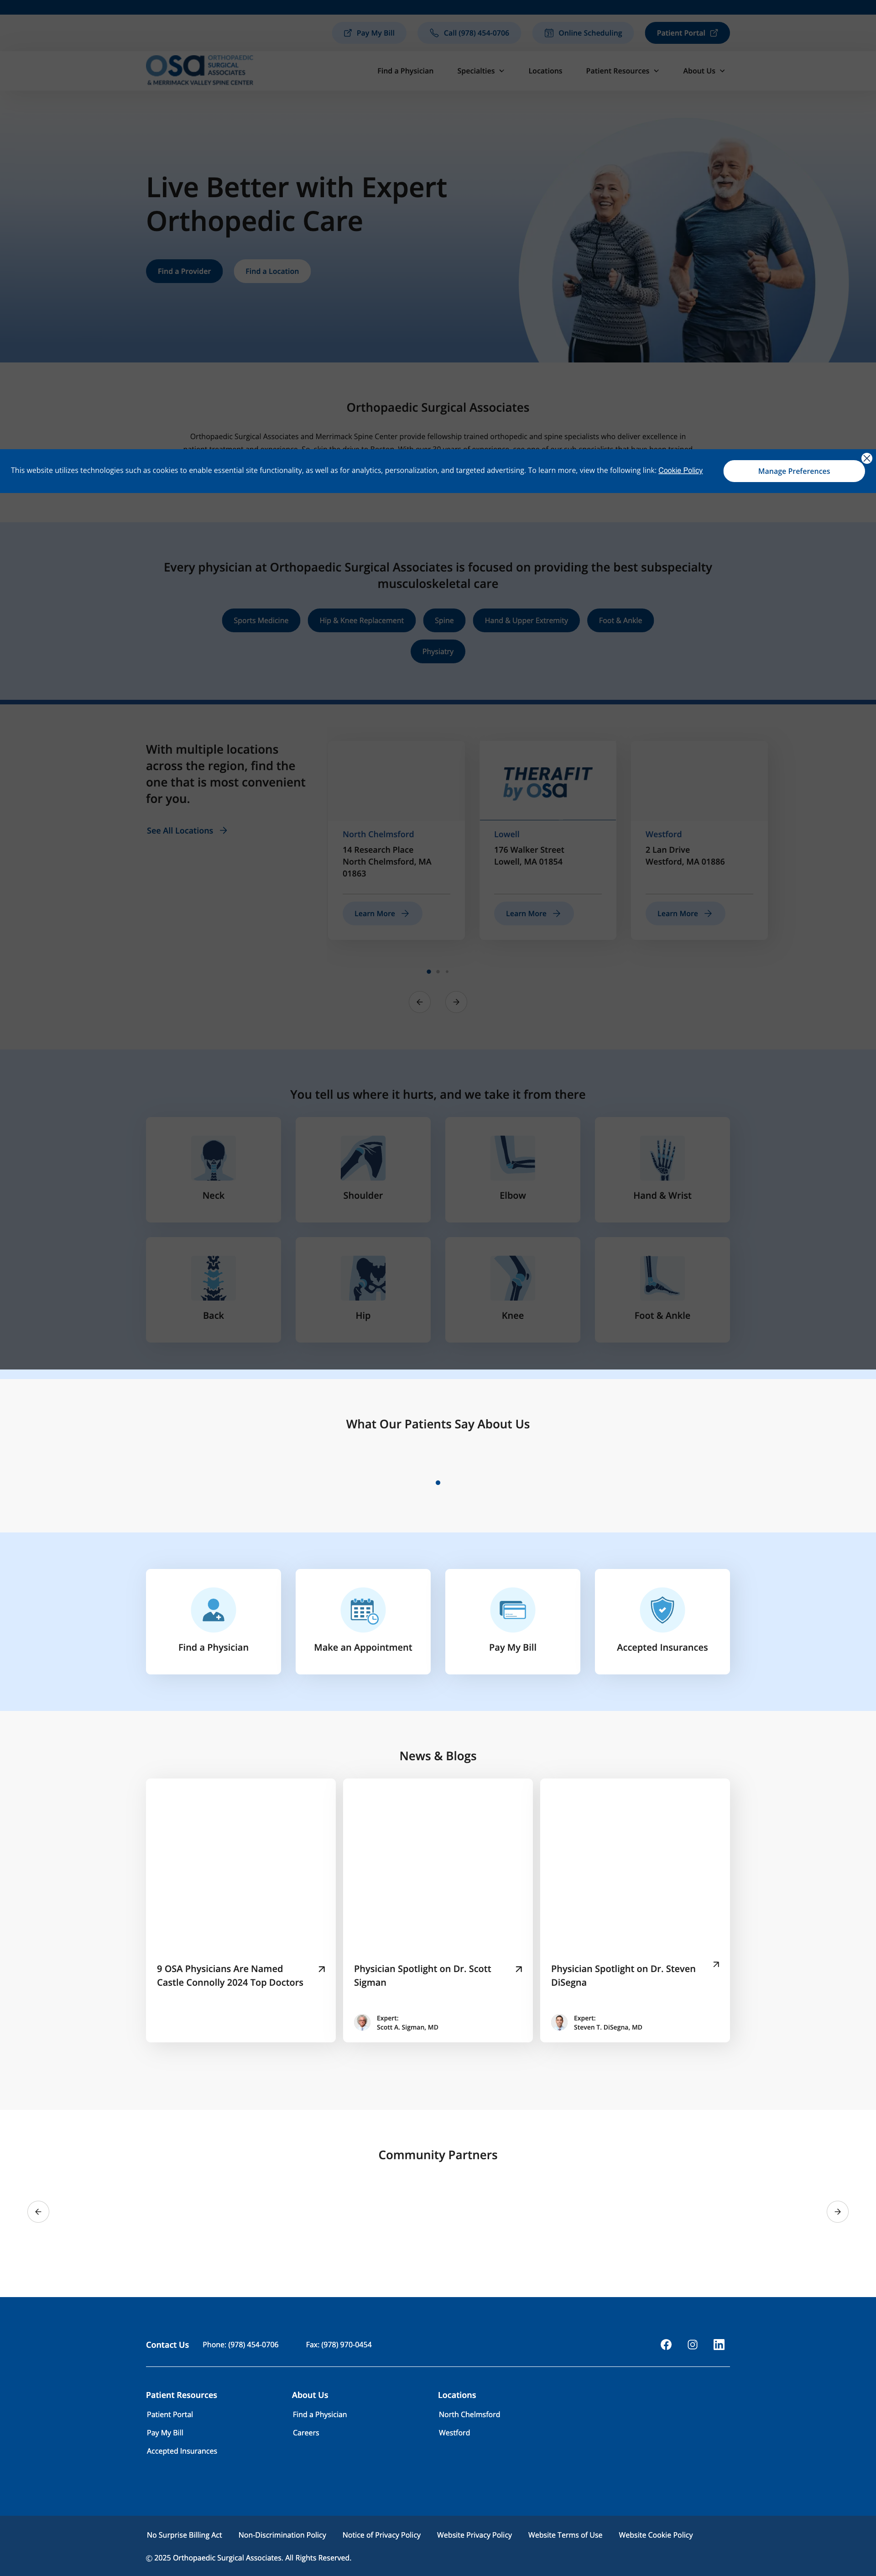 Pay My Bill
Call (978) 454-0706
Online Scheduling
Patient Portal
osa ORTHOPAEDIC
SURGICAL
ASSOCIATES
& MERRIMACK VALLEY SPINE CENTER
Find a Physician
Specialties
Locations
Patient Resources
About Us
Live Better with Expert
Orthopedic Care
Find a Provider
Find a Location
Orthopaedic Surgical Associates
Orthopaedic Surgical Associates and Merrimack Spine Center provide fellowship trained orthopedic and spine specialists who deliver excellence in
This website utilizes technologies such as cookies to enable essential site functionality, as well as for analytics, personalization, and targeted advertising. To learn more, view the following link: Cookie Policy
Manage Preferences
Every physician at Orthopaedic Surgical Associates is focused on providing the best subspecialty
musculoskeletal care
Sports Medicine
Hip & Knee Replacement
Spine
Hand & Upper Extremity
Foot & Ankle
Physiatry
With multiple locations
across the region, find the
one that is most convenient
for you.
See All Locations
North Chelmsford
14 Research Place
North Chelmsford, MA
01863
Learn More
THERAFIT
by OSA
Lowell
176 Walker Street
Lowell, MA 01854
Learn More
Westford
2 Lan Drive
Westford, MA 01886
Learn More
You tell us where it hurts, and we take it from there
Neck
Shoulder
Elbow
Hand & Wrist
Back
Hip
Knee
Foot & Ankle
What Our Patients Say About Us
Find a Physician
Make an Appointment
Pay My Bill
Accepted Insurances
News & Blogs
9 OSA Physicians Are Named
Castle Connolly 2024 Top Doctors
Physician Spotlight on Dr. Scott
Sigman
Expert:
Scott A. Sigman, MD
Physician Spotlight on Dr. Steven
DiSegna
Expert:
Steven T. DiSegna, MD
Community Partners
Contact Us
Phone: (978) 454-0706
Fax: (978) 970-0454
Patient Resources
Patient Portal
Pay My Bill
Accepted Insurances
About Us
Find a Physician
Careers
Locations
North Chelmsford
Westford
No Surprise Billing Act
Non-Discrimination Policy
Notice of Privacy Policy
Website Privacy Policy
Website Terms of Use
Website Cookie Policy
© 2025 Orthopaedic Surgical Associates. All Rights Reserved.